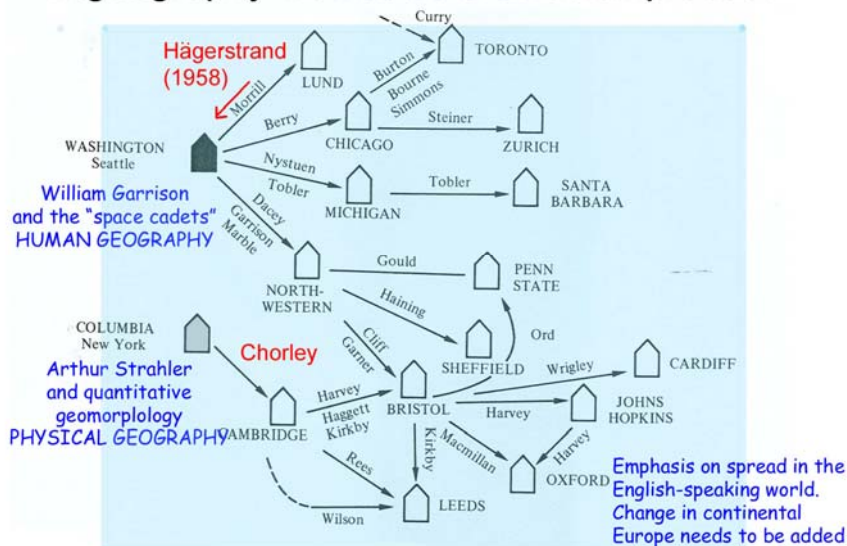 Curry
Hägerstrand
(1958)
Morrill
LUND
Burton
Bourne
Simmons
TORONTO
Berry
CHICAGO
Steiner
ZURICH
WASHINGTON
Seattle
Nystuen
Tobler
MICHIGAN
Tobler
SANTA
BARBARA
William Garrison
and the "space cadets"
HUMAN GEOGRAPHY
Dacey
Garrison
Marble
NORTH-
WESTERN
Gould
PENN
STATE
Haining
SHEFFIELD
Ord
COLUMBIA
New York
Chorley
Cliff
Garner
Wrigley
CARDIFF
Arthur Strahler
and quantitative
geomorplology
PHYSICAL GEOGRAPHY
CAMBRIDGE
Harvey
Haggett
Kirkby
BRISTOL
Harvey
JOHNS
HOPKINS
Rees
Kirkby
Macmillan
Harvey
OXFORD
Wilson
LEEDS
Emphasis on spread in the
English-speaking world.
Change in continental
Europe needs to be added